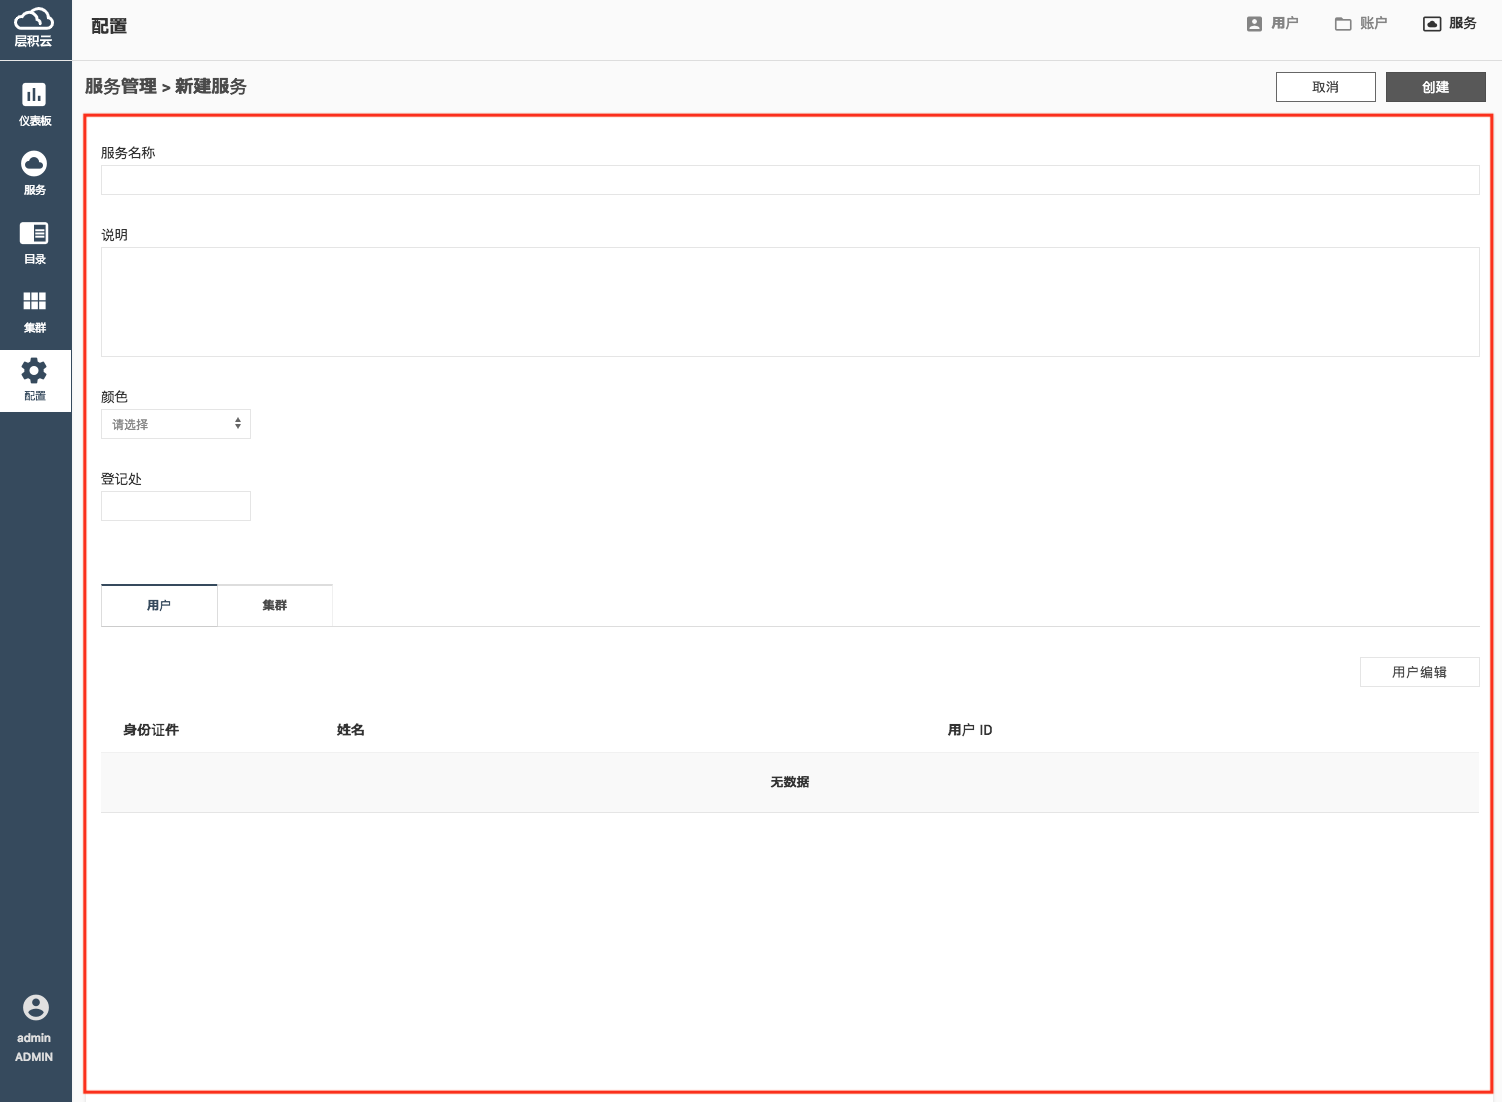 层积云
配置
用户
账户
服务
仪表板
服务
目录
集群
配置
admin
ADMIN
服务管理 > 新建服务
取消
创建
服务名称
说明
颜色
请选择
登记处
用户
集群
用户编辑
身份证件
姓名
用户 ID
无数据